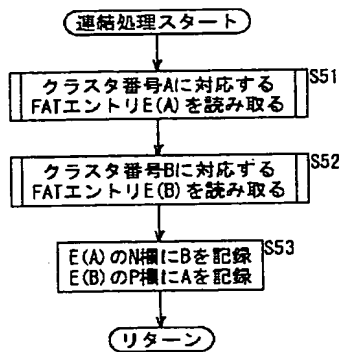 連結処理スタート
クラスタ番号Aに対応する
FATエントリE(A)を読み取る
S51
クラスタ番号Bに対応する
FATエントリE(B)を読み取る
S52
E(A)のN欄にBを記録
E(B)のP欄にAを記録
S53
リターン